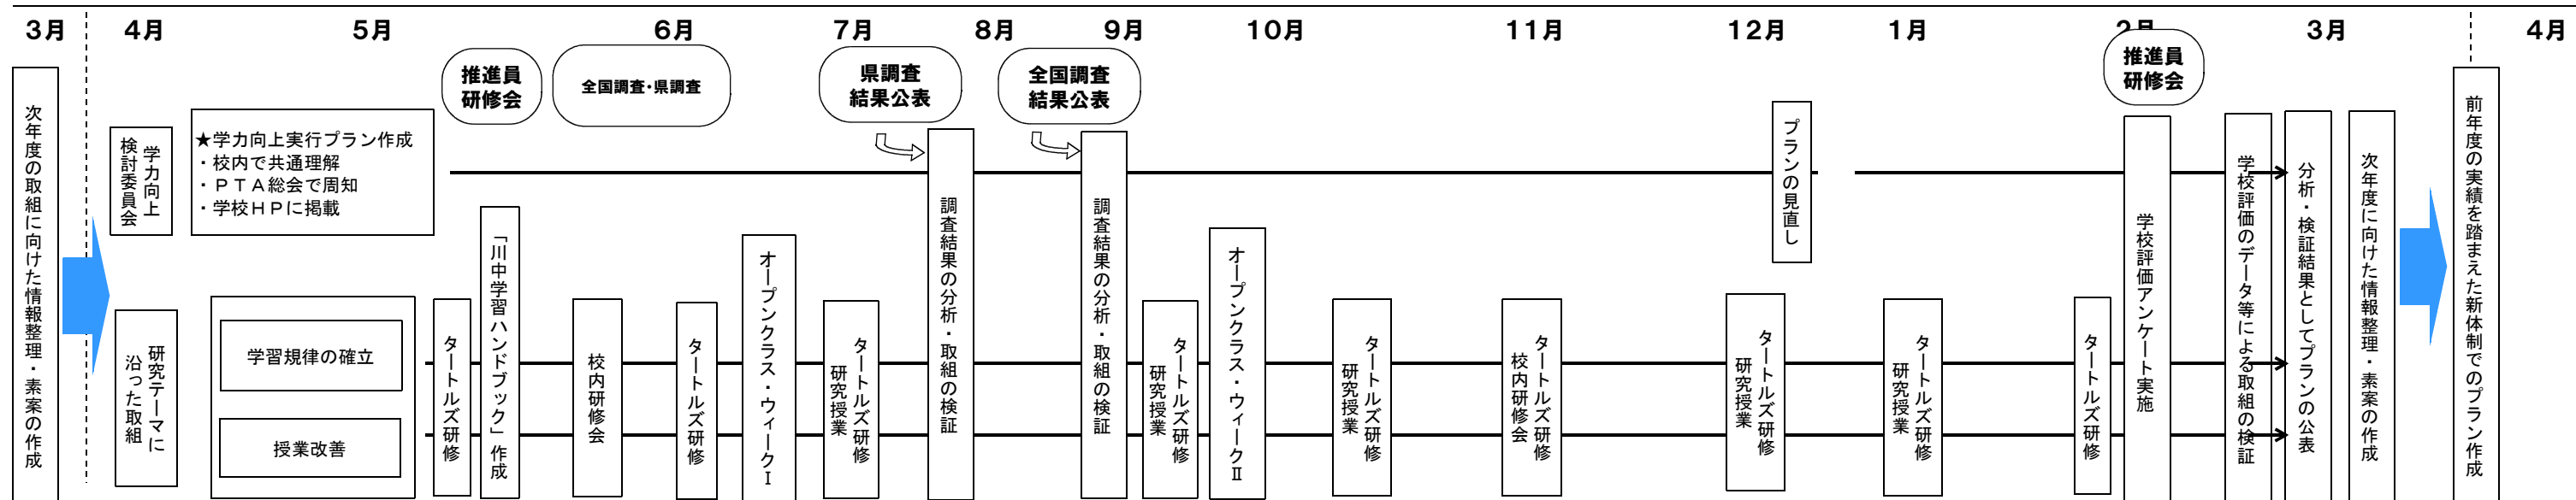 3月
4月
5月
6月
7月
8月
9月
10月
11月
12月
1月
2月
3月
4月
推進員
研修会
全国調査・県調査
県調査
結果公表
全国調査
結果公表
推進員
研修会
次年度の取組に向けた情報整理・素案の作成
学力向上
検討委員会
★学力向上実行プラン作成
・校内で共通理解
・ＰＴＡ総会で周知
・学校ＨＰに掲載
研究テーマに
沿った取組
学習規律の確立
授業改善
タートルズ研修
「川中学習ハンドブック」作成
校内研修会
タートルズ研修
オープンクラス・ウィークⅠ
タートルズ研修
研究授業
調査結果の分析・取組の検証
調査結果の分析・取組の検証
タートルズ研修
研究授業
オープンクラス・ウィークⅡ
タートルズ研修
研究授業
タートルズ研修
校内研修会
タートルズ研修
研究授業
プランの見直し
タートルズ研修
研究授業
タートルズ研修
学校評価アンケート実施
学校評価のデータ等による取組の検証
分析・検証結果としてプランの公表
次年度に向けた情報整理・素案の作成
前年度の実績を踏まえた新体制でのプラン作成